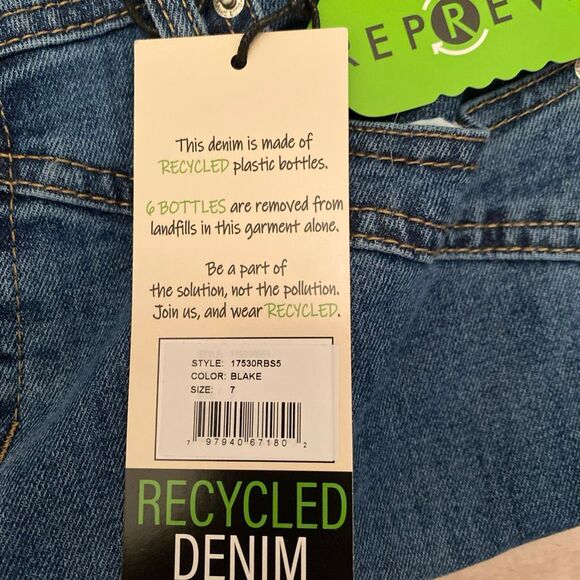 REPREV
This denim is made of
RECYCLED plastic bottles.
6 BOTTLES are removed from
landfills in this garment alone.
Be a part of
the solution, not the pollution.
Join us, and wear RECYCLED.
STYLE: 17530RBS5
COLOR: BLAKE
SIZE: 7
7 97940 67180 2
RECYCLED
DENIM